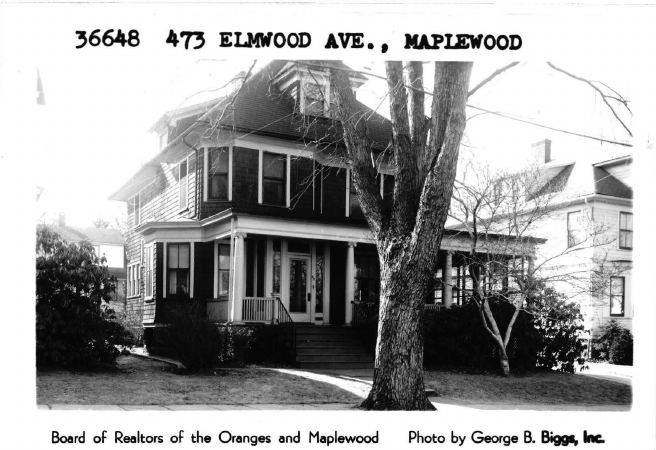 36648 473 ELMWOOD AVE., MAPLEWOOD
Board of Realtors of the Oranges and Maplewood Photo by George B. Biggs, Inc.